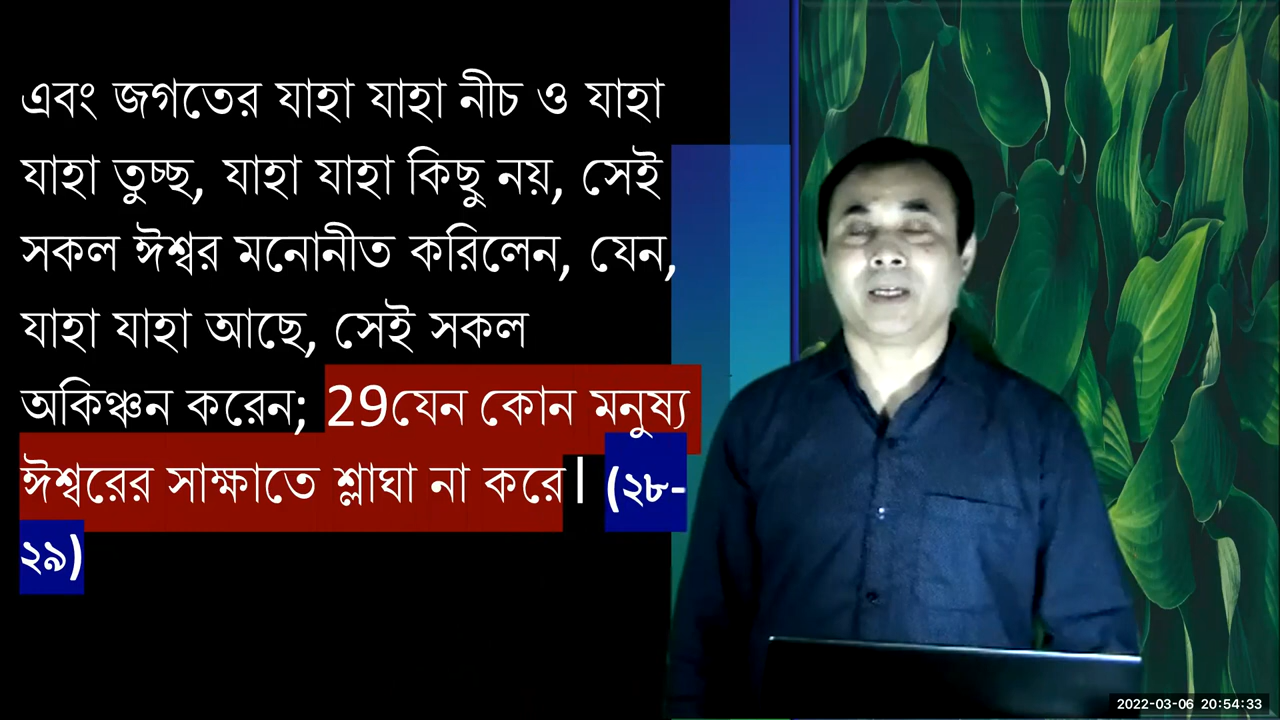 এবং জগতের যাহা যাহা নীচ ও যাহা
যাহা তুচ্ছ, যাহা যাহা কিছু নয়, সেই
সকল ঈশ্বর মনোনীত করিলেন, যেন,
যাহা যাহা আছে, সেই সকল
অকিঞ্চন করেন; 29যেন কোন মনুষ্য
ঈশ্বরের সাক্ষাতে শ্লাঘা না করে। (২৮-
২৯)
2022-03-06 20:54:33